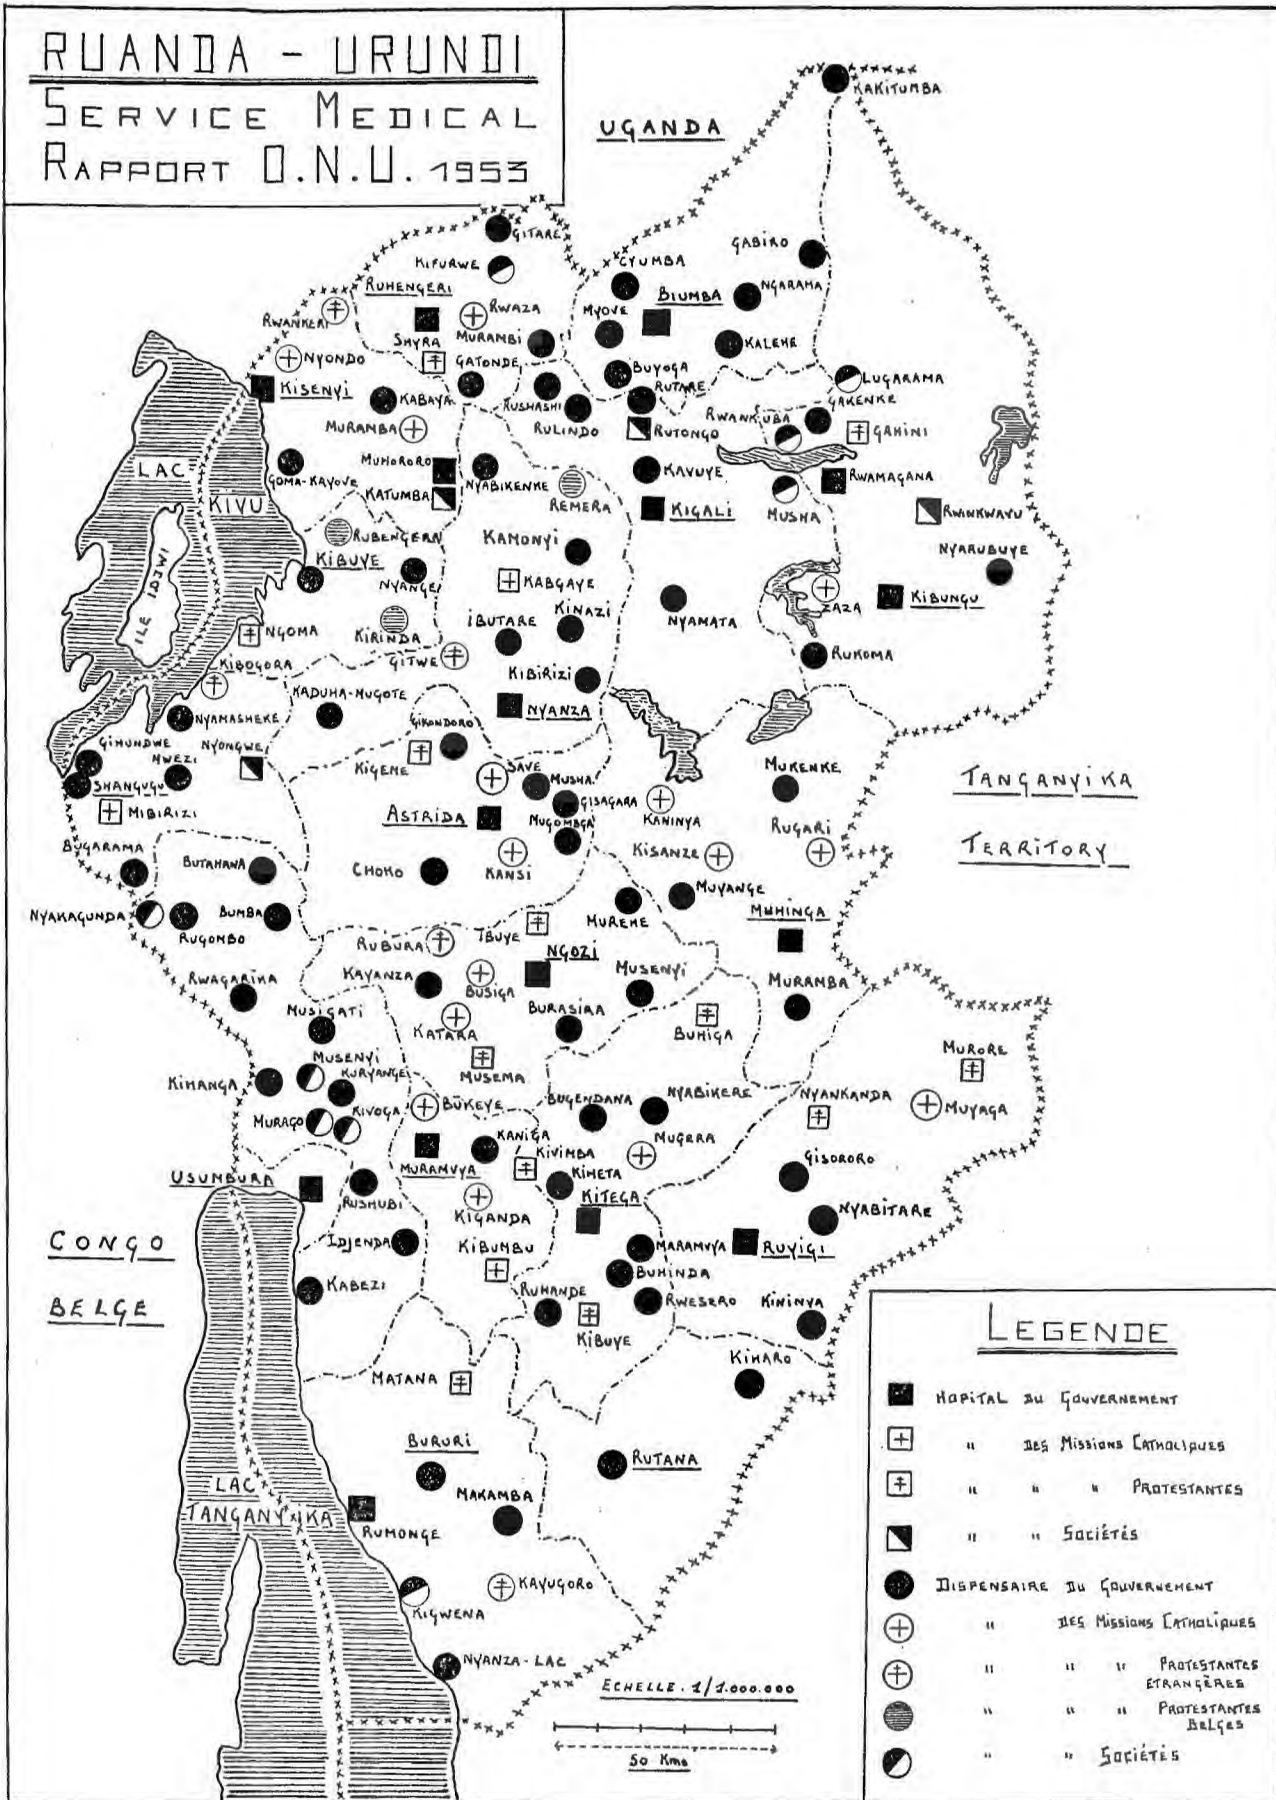 RUANDA - URUNDI
SERVICE MEDICAL
RAPPORT O.N.U. 1953
UGANDA
KAKITUMBA
GITARE
KIFURWE
RUHENGERI
RWANKERI
RWAZA
SHYRA
MURAMBI
NYONDO
GATONDE
KISENYI
KABAYA
RUSHASHI
RULINDO
MURAMBA
CYUMBA
GABIRO
BIUMBA
NGARAMA
MYOVE
KALEHE
BUYOGA
RUTARE
LUGARAMA
GAKENKE
RWANKUBA
RUTONGO
GAHINI
LAC
KIVU
ILE IDJWI
GOMA-KAYOVE
MUHORORO
KATUMBA
NYABIKENKE
REMERA
KAVUYE
RWAMAGANA
KIGALI
MUSHA
RWINKWAVU
RUBENGERA
KIBUYE
NYANGE
KAMONYI
KABGAYE
NYARUBUYE
KIBUNGU
ZAZA
NYAMATA
KINAZI
IBUTARE
KIRINDA
NGOMA
GITWE
KIBOGORA
KIBIRIZI
RUKOMA
KADUHA-MUGOTE
NYAMASHEKE
NYANZA
GIKONDORO
GIHUNDWE
NYONGWE
MWEZI
KIGEME
SAVE
MUSHA
SHANGUGU
MIBIRIZI
GISAGARA
KANINYA
MUKENKE
ASTRIDA
MUGOMBGA
RUGARI
BUGARAMA
BUTAHANA
CHOKO
KANSI
KISANZE
TANGANYIKA
TERRITORY
NYAKAGUNDA
RUGOMBO
BUMBA
MUYANGE
MUREHE
MUHINGA
RUBURA
IBUYE
NGOZI
KAYANZA
BUSIGA
MUSENYI
MURAMBA
RWAGARIKA
MUSIGATI
KATARA
BURASIRA
BUHIGA
MUSEMA
MUSENYI
KURYANGE
KIHANGA
MURORE
NYANKANDA
MUYAGA
MURAGO
KIVOGA
BUKEYE
BUGENDANA
NYABIKERE
MUGERA
KANIGA
KIVIMBA
MURAMVYA
KIHETA
GISORORO
USUMBURA
RUSHUBI
KIGANDA
KITEGA
NYABITARE
IDJENDA
KIBUMBU
MARAMVYA
RUYIGI
CONGO
BELGE
KABEZI
BUHINDA
RUHANDE
RWESERO
KININYA
KIBUYE
KIHARO
MATANA
BURURI
RUTANA
MAKAMBA
LAC
TANGANYIKA
RUMONGE
KIGWENA
KAYUGORO
NYANZA-LAC
ECHELLE. 1/1.000.000
50 Kms
LEGENDE
HOPITAL DU GOUVERNEMENT
" DES MISSIONS CATHOLIQUES
" " " PROTESTANTES
" " SOCIÉTÉS
DISPENSAIRE DU GOUVERNEMENT
" DES MISSIONS CATHOLIQUES
" " " PROTESTANTES
ETRANGÈRES
" " " PROTESTANTES
BELGES
" " SOCIÉTÉS